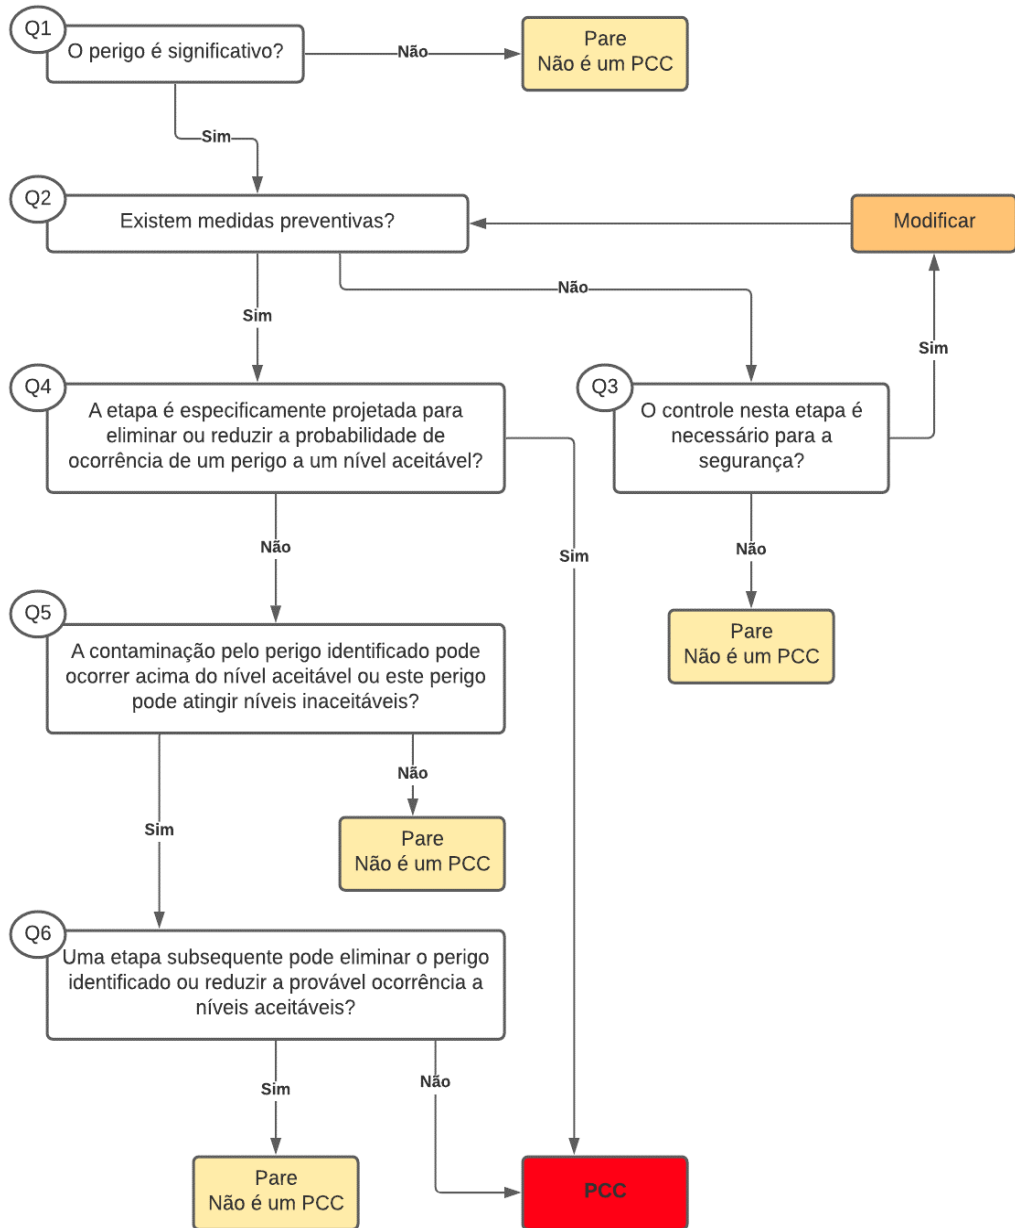 Q1
O perigo é significativo?
Não
Pare
Não é um PCC
Sim
Q2
Existem medidas preventivas?
Modificar
Não
Sim
Sim
Q4
A etapa é especificamente projetada para
eliminar ou reduzir a probabilidade de
ocorrência de um perigo a um nível aceitável?
Q3
O controle nesta etapa é
necessário para a
segurança?
Não
Sim
Não
Q5
A contaminação pelo perigo identificado pode
ocorrer acima do nível aceitável ou este perigo
pode atingir níveis inaceitáveis?
Pare
Não é um PCC
Não
Sim
Pare
Não é um PCC
Q6
Uma etapa subsequente pode eliminar o perigo
identificado ou reduzir a provável ocorrência a
níveis aceitáveis?
Sim
Não
Pare
Não é um PCC
PCC